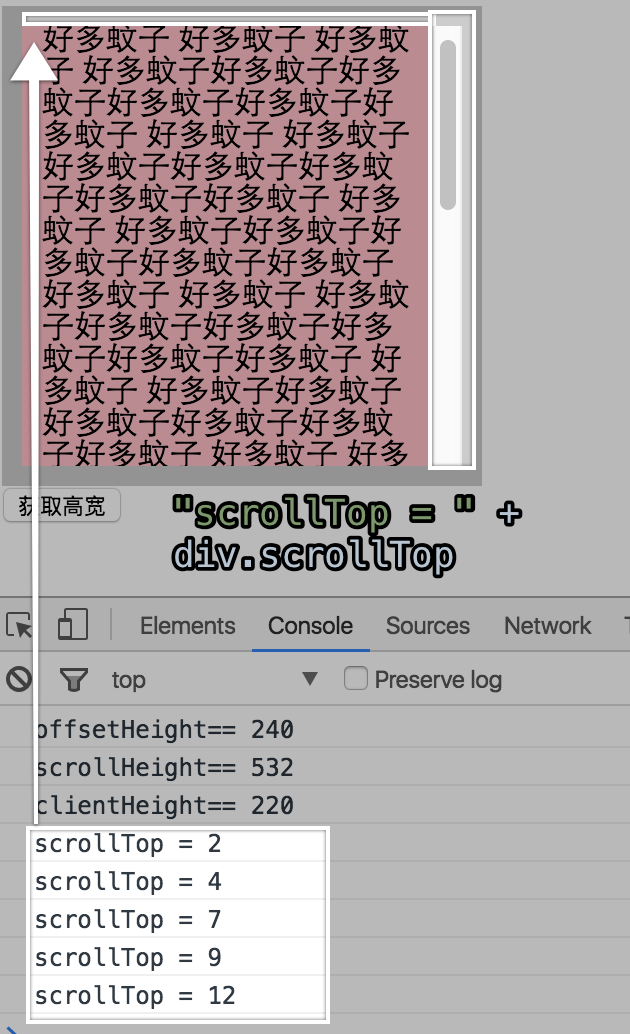 好多蚊子 好多蚊子 好多蚊
子 好多蚊子好多蚊子好多
蚊子好多蚊子好多蚊子好
多蚊子 好多蚊子 好多蚊子
好多蚊子好多蚊子好多蚊
子好多蚊子好多蚊子 好多
蚊子 好多蚊子好多蚊子好
多蚊子好多蚊子好多蚊子
好多蚊子 好多蚊子 好多蚊
子好多蚊子好多蚊子好多
蚊子好多蚊子好多蚊子 好
多蚊子 好多蚊子好多蚊子
好多蚊子好多蚊子好多蚊
子好多蚊子 好多蚊子 好多
获取高宽
"scrollTop = " +
div.scrollTop
Elements Console Sources Network
top Preserve log
offsetHeight== 240
scrollHeight== 532
clientHeight== 220
scrollTop = 2
scrollTop = 4
scrollTop = 7
scrollTop = 9
scrollTop = 12